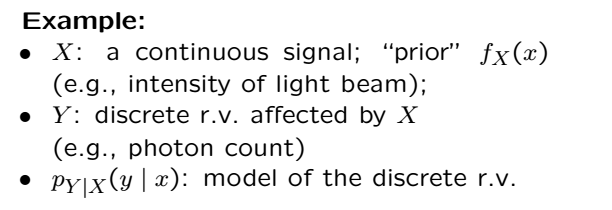 Example:
• X: a continuous signal; “prior” f_X(x)
(e.g., intensity of light beam);
• Y: discrete r.v. affected by X
(e.g., photon count)
• p_{Y|X}(y | x): model of the discrete r.v.